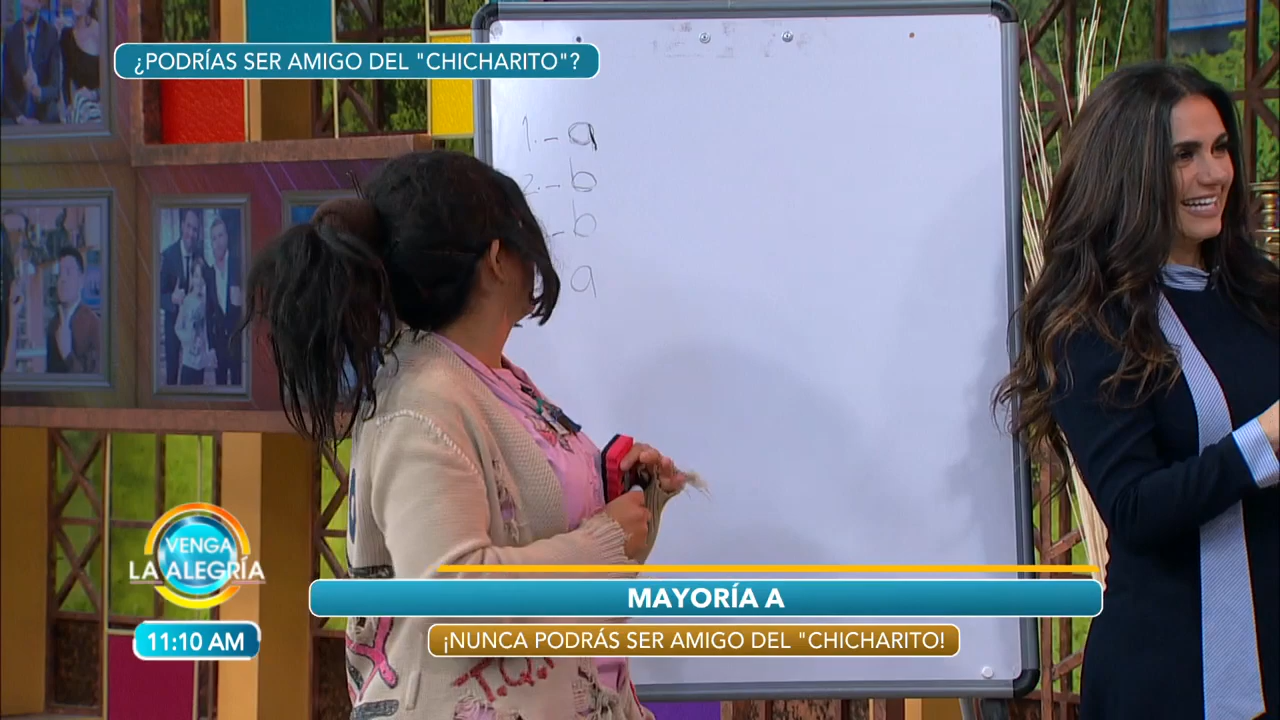 ¿PODRÍAS SER AMIGO DEL "CHICHARITO"?
1.- a
2.- b
- b
a
VENGA
LA ALEGRÍA
11:10 AM
MAYORÍA A
¡NUNCA PODRÁS SER AMIGO DEL "CHICHARITO!
T.Q.